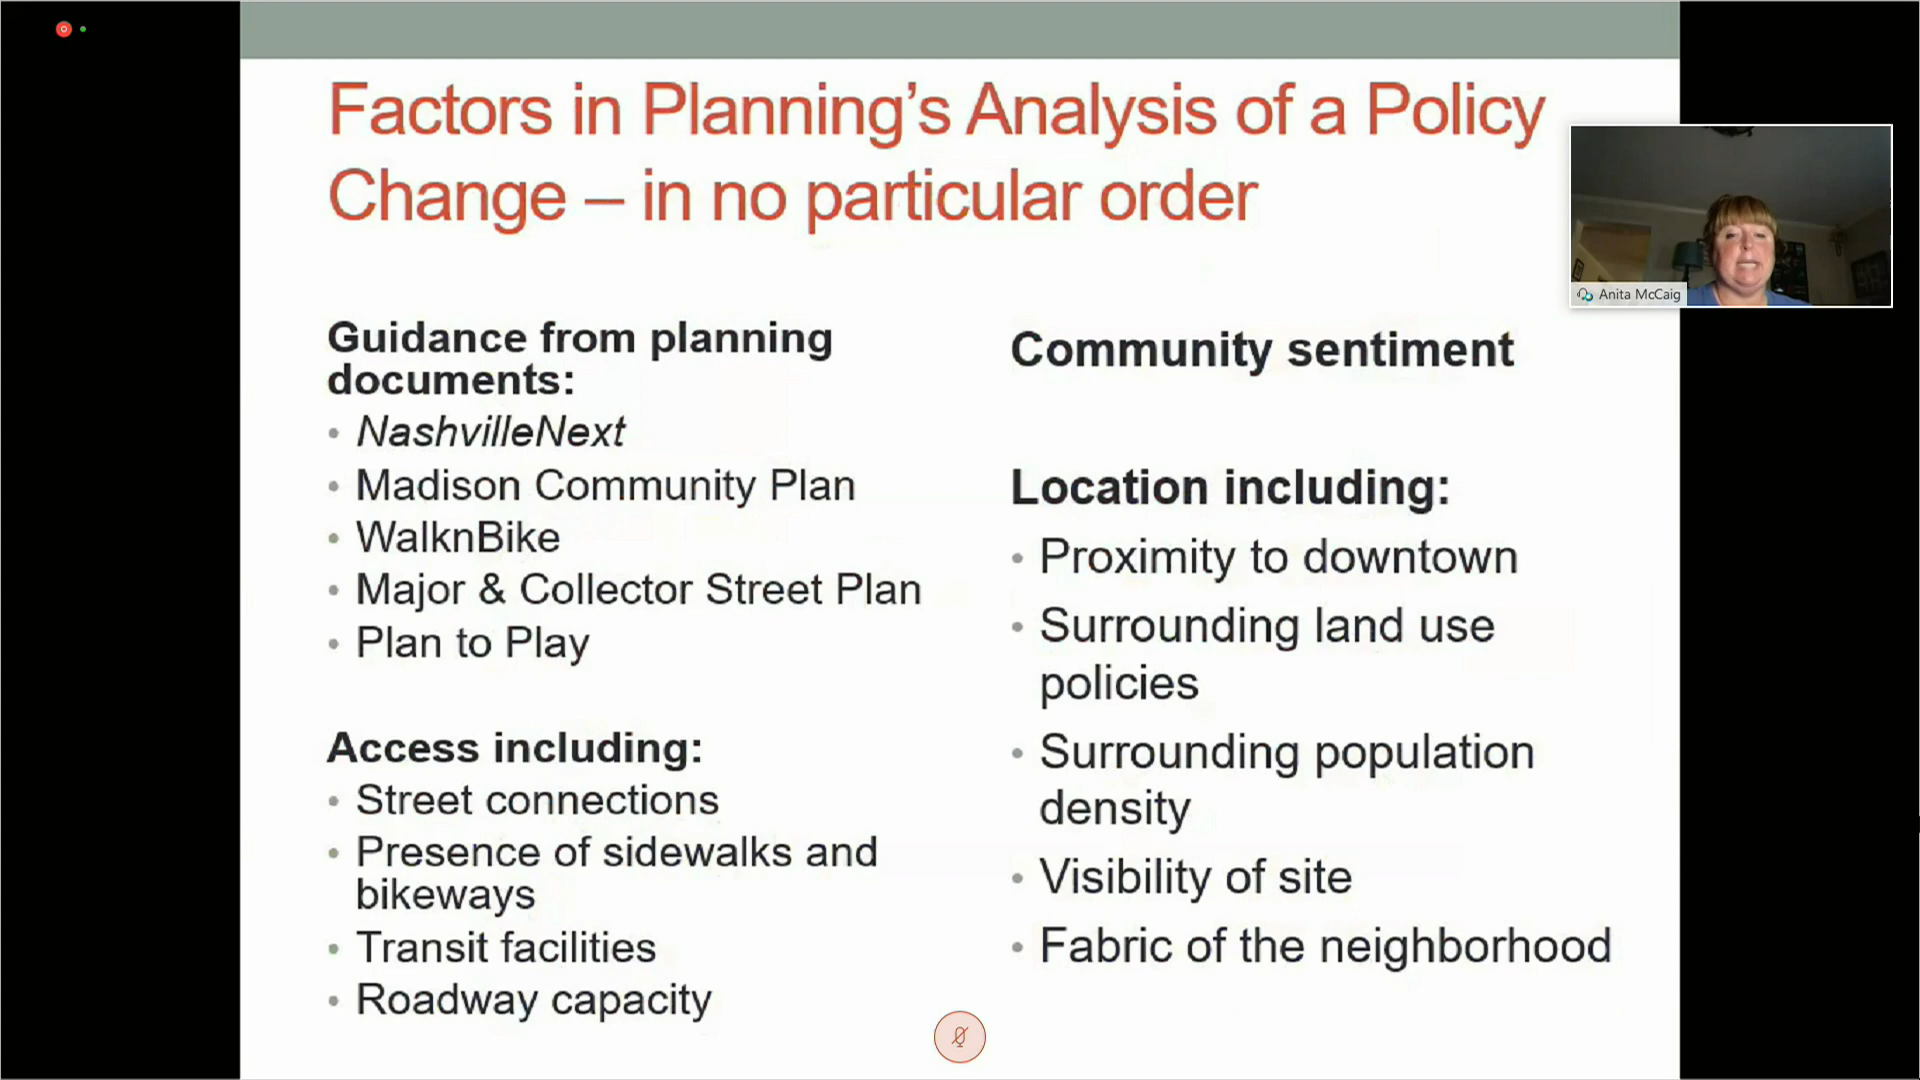 Factors in Planning's Analysis of a Policy
Change – in no particular order
Guidance from planning
documents:
• NashvilleNext
• Madison Community Plan
• WalknBike
• Major & Collector Street Plan
• Plan to Play
Access including:
• Street connections
• Presence of sidewalks and
bikeways
• Transit facilities
• Roadway capacity
Community sentiment
Location including:
• Proximity to downtown
• Surrounding land use
policies
• Surrounding population
density
• Visibility of site
• Fabric of the neighborhood
Anita McCaig